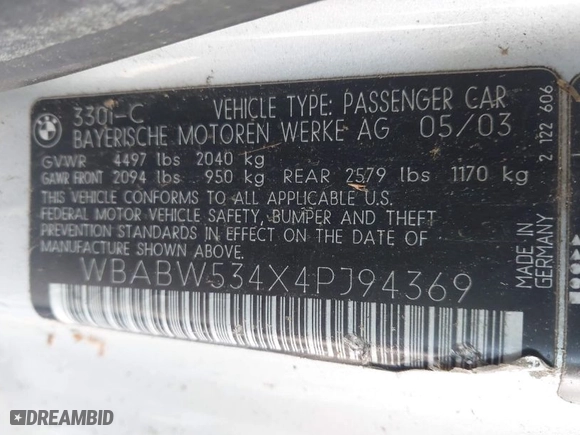 BMW
330I-C VEHICLE TYPE: PASSENGER CAR
BAYERISCHE MOTOREN WERKE AG 05/03
GVWR 4497 lbs 2040 kg
GAWR FRONT 2094 lbs 950 kg REAR 2579 lbs 1170 kg
THIS VEHICLE CONFORMS TO ALL APPLICABLE U.S.
FEDERAL MOTOR VEHICLE SAFETY, BUMPER AND THEFT
PREVENTION STANDARDS IN EFFECT ON THE DATE OF
MANUFACTURE SHOWN ABOVE.
WBABW534X4PJ94369
MADE IN GERMANY
2 122 606
DREAMBID